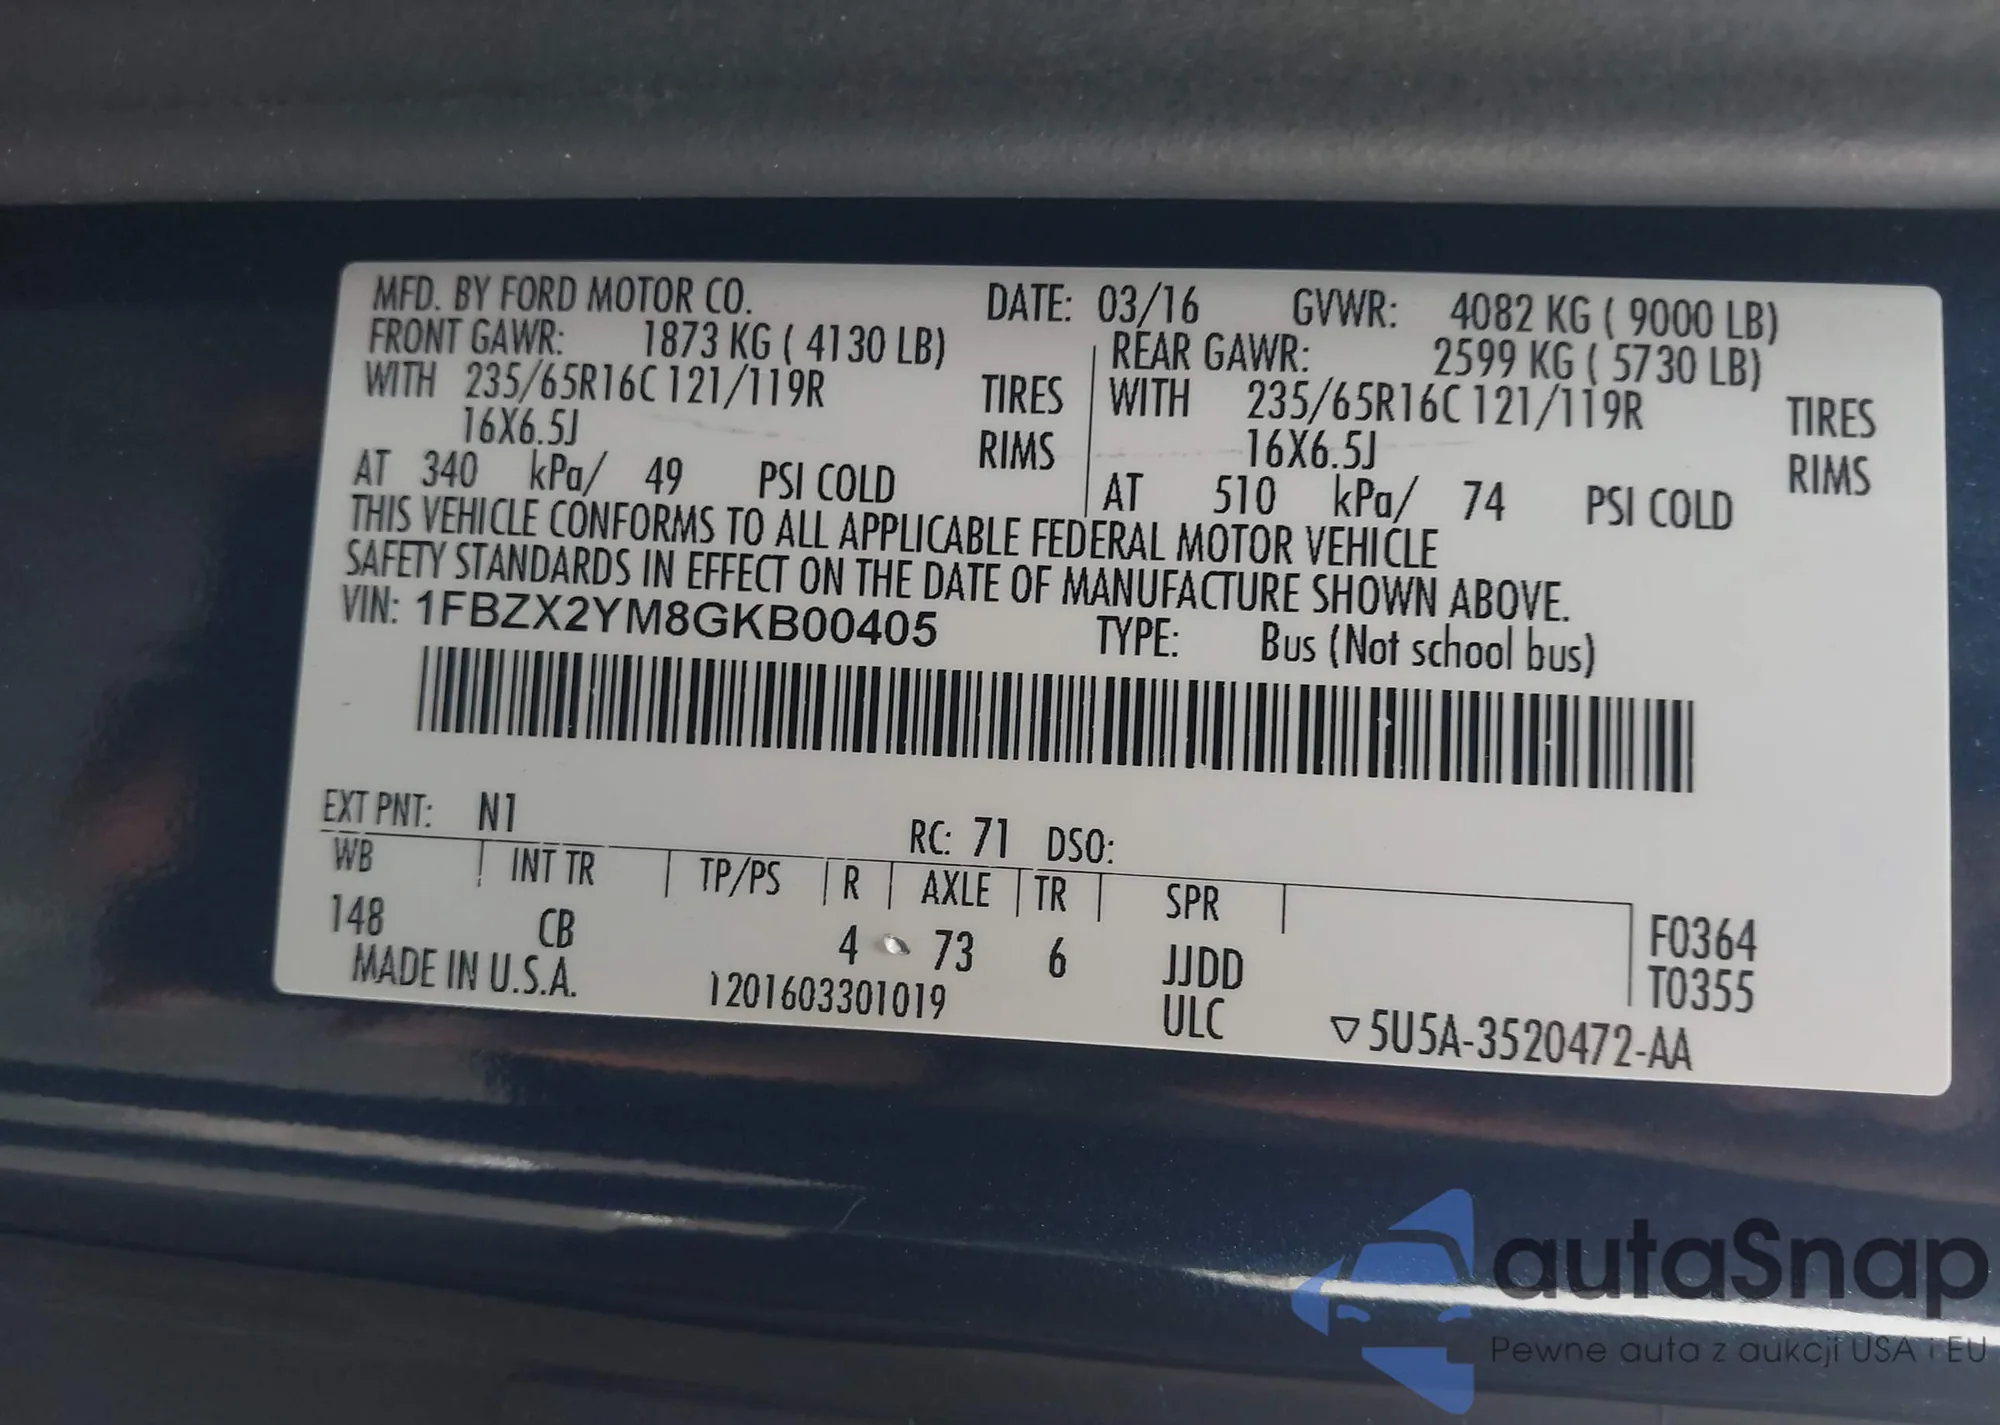 MFD. BY FORD MOTOR CO. DATE: 03/16 GVWR: 4082 KG ( 9000 LB)
FRONT GAWR: 1873 KG ( 4130 LB) REAR GAWR: 2599 KG ( 5730 LB)
WITH 235/65R16C 121/119R TIRES WITH 235/65R16C 121/119R TIRES
16X6.5J RIMS 16X6.5J RIMS
AT 340 kPa/ 49 PSI COLD AT 510 kPa/ 74 PSI COLD
THIS VEHICLE CONFORMS TO ALL APPLICABLE FEDERAL MOTOR VEHICLE
SAFETY STANDARDS IN EFFECT ON THE DATE OF MANUFACTURE SHOWN ABOVE.
VIN: 1FBZX2YM8GKB00405 TYPE: Bus (Not school bus)
EXT PNT: N1 RC: 71 DSO:
WB INT TR TP/PS R AXLE TR SPR
148 CB 4 73 6 JJDD F0364
MADE IN U.S.A. 1201603301019 ULC T0355
▽5U5A-3520472-AA
autaSnap
Pewne auta z aukcji USA i EU